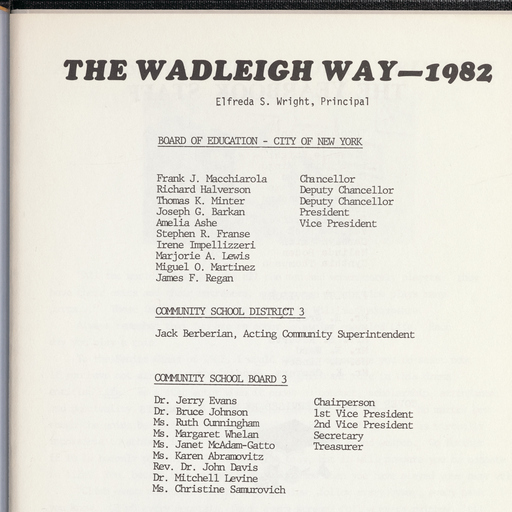 THE WADLEIGH WAY—1982
Elfreda S. Wright, Principal
BOARD OF EDUCATION - CITY OF NEW YORK
Frank J. Macchiarola Chancellor
Richard Halverson Deputy Chancellor
Thomas K. Minter Deputy Chancellor
Joseph G. Barkan President
Amelia Ashe Vice President
Stephen R. Franse
Irene Impellizzeri
Marjorie A. Lewis
Miguel O. Martinez
James F. Regan
COMMUNITY SCHOOL DISTRICT 3
Jack Berberian, Acting Community Superintendent
COMMUNITY SCHOOL BOARD 3
Dr. Jerry Evans Chairperson
Dr. Bruce Johnson 1st Vice President
Ms. Ruth Cunningham 2nd Vice President
Ms. Margaret Whelan Secretary
Ms. Janet McAdam-Gatto Treasurer
Ms. Karen Abramovitz
Rev. Dr. John Davis
Dr. Mitchell Levine
Ms. Christine Samurovich